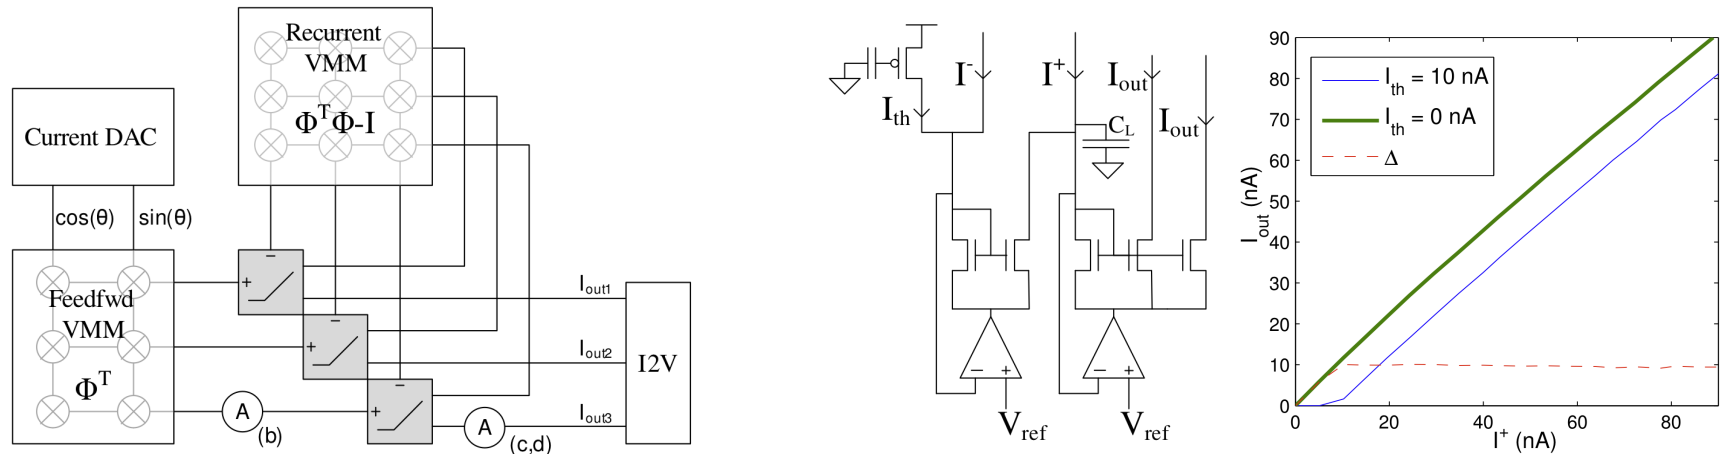 Recurrent
VMM
ΦᵀΦ-I
Current DAC
cos(θ)
sin(θ)
Feedfwd
VMM
Φᵀ
−
+
−
+
−
+
A
(b)
A
(c,d)
I_out1
I_out2
I_out3
I2V
I_th
I⁻
I⁺
I_out
C_L
I_out
− +
− +
V_ref
V_ref
I_th = 10 nA
I_th = 0 nA
Δ
I_out (nA)
90
80
70
60
50
40
30
20
10
0
0 20 40 60 80
I⁺ (nA)